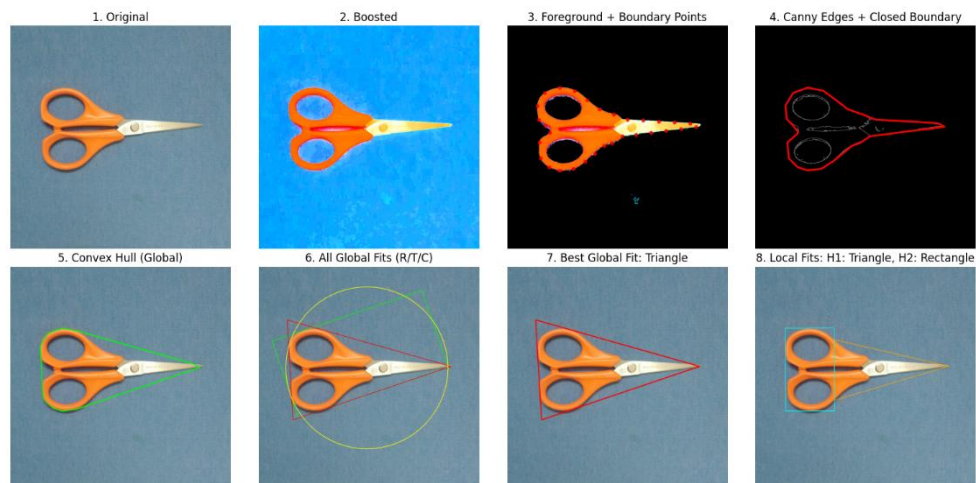 1. Original
2. Boosted
3. Foreground + Boundary Points
4. Canny Edges + Closed Boundary
5. Convex Hull (Global)
6. All Global Fits (R/T/C)
7. Best Global Fit: Triangle
8. Local Fits: H1: Triangle, H2: Rectangle